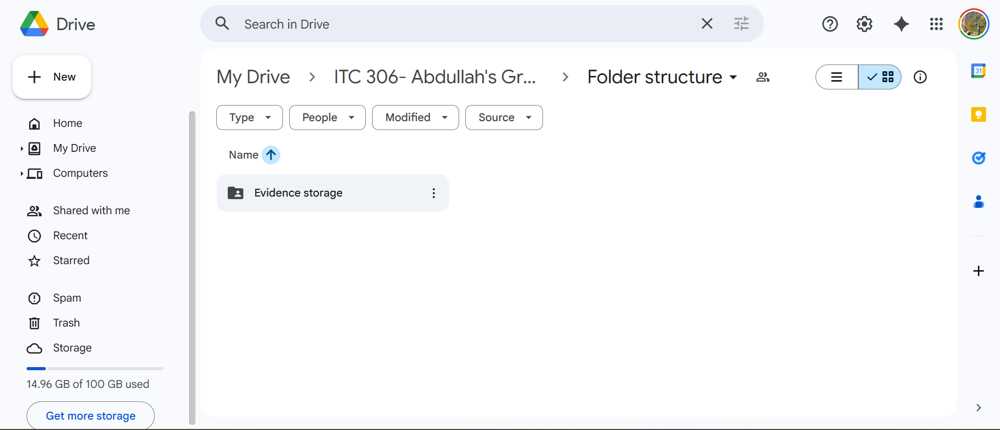 Drive
Search in Drive
New
My Drive
ITC 306- Abdullah's Gr...
Folder structure
Type
People
Modified
Source
Name
Evidence storage
Home
My Drive
Computers
Shared with me
Recent
Starred
Spam
Trash
Storage
14.96 GB of 100 GB used
Get more storage
31